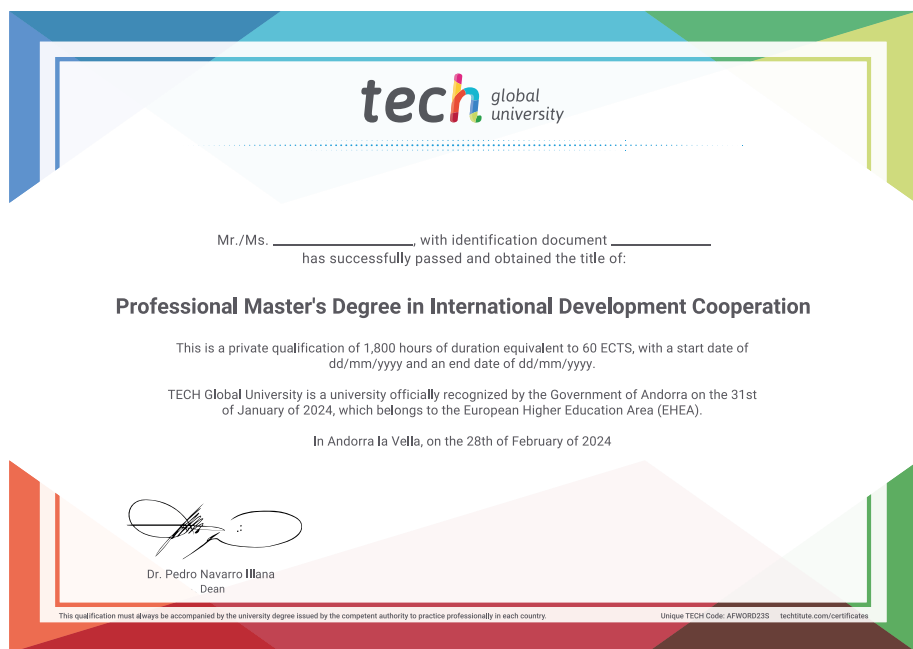 tech global university
Mr./Ms. ____________________, with identification document ______________
has successfully passed and obtained the title of:
Professional Master's Degree in International Development Cooperation
This is a private qualification of 1,800 hours of duration equivalent to 60 ECTS, with a start date of
dd/mm/yyyy and an end date of dd/mm/yyyy.
TECH Global University is a university officially recognized by the Government of Andorra on the 31st
of January of 2024, which belongs to the European Higher Education Area (EHEA).
In Andorra la Vella, on the 28th of February of 2024
Dr. Pedro Navarro Illana
Dean
This qualification must always be accompanied by the university degree issued by the competent authority to practice professionally in each country.
Unique TECH Code: AFWORD23S techtitute.com/certificates